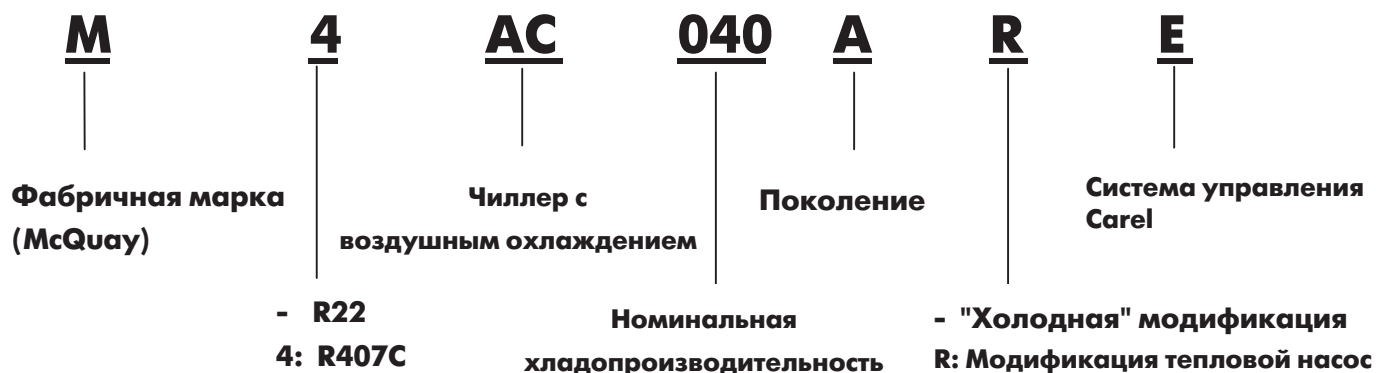 M 4 AC 040 A R E
Фабричная марка
(McQuay)
Чиллер с
воздушным охлаждением
Поколение
Система управления
Carel
- R22
4: R407C
Номинальная
хладопроизводительность
- "Холодная" модификация
R: Модификация тепловой насос